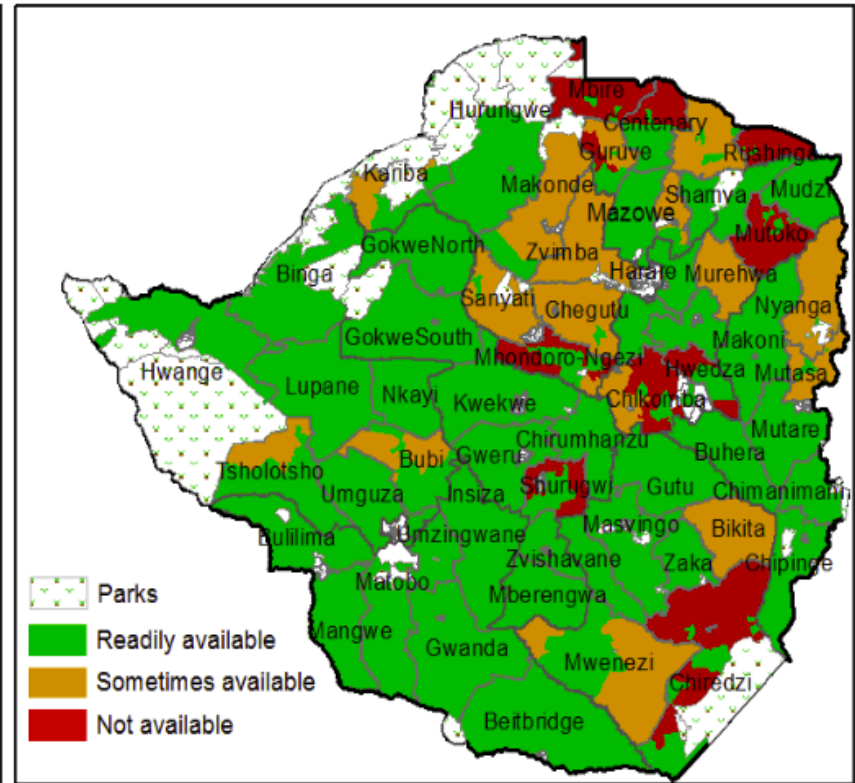 Mbire
Hurungwe
Centenary
Guruve
Rushinga
Kariba
Makonde
Shamva
Mudzi
Mazowe
Mutoko
GokweNorth
Zvimba
Binga
Harare
Murehwa
Sanyati
Chegutu
Nyanga
GokweSouth
Makoni
Mhondoro-Ngezi
Hwedza
Hwange
Mutasa
Lupane
Nkayi
Kwekwe
Chikomba
Mutare
Chirumhanzu
Buhera
Bubi
Gweru
Tsholotsho
Shurugwi
Gutu
Umguza
Insiza
Chimanimani
Masvingo
Bikita
Bulilima
Umzingwane
Zvishavane
Zaka
Chipinge
Matobo
Mberengwa
Mangwe
Gwanda
Mwenezi
Chiredzi
Beitbridge
Parks
Readily available
Sometimes available
Not available